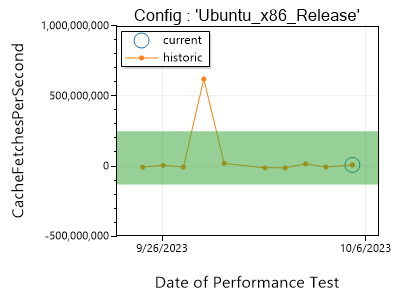 Config : 'Ubuntu_x86_Release'
1,000,000,000
current
historic
500,000,000
0
-500,000,000
CacheFetchesPerSecond
9/26/2023
10/6/2023
Date of Performance Test